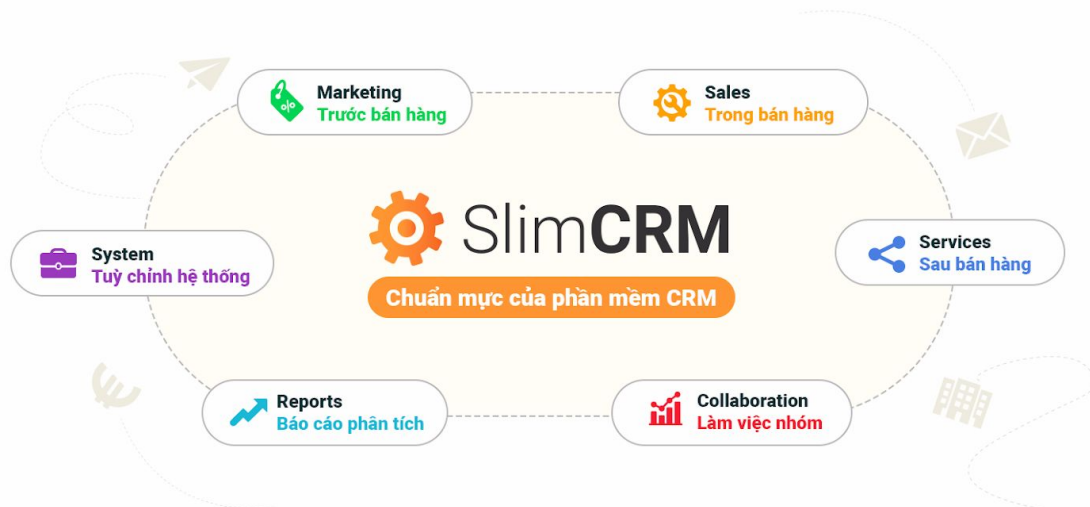 Marketing
Trước bán hàng
Sales
Trong bán hàng
SlimCRM
Chuẩn mực của phần mềm CRM
System
Tuỳ chỉnh hệ thống
Services
Sau bán hàng
Reports
Báo cáo phân tích
Collaboration
Làm việc nhóm